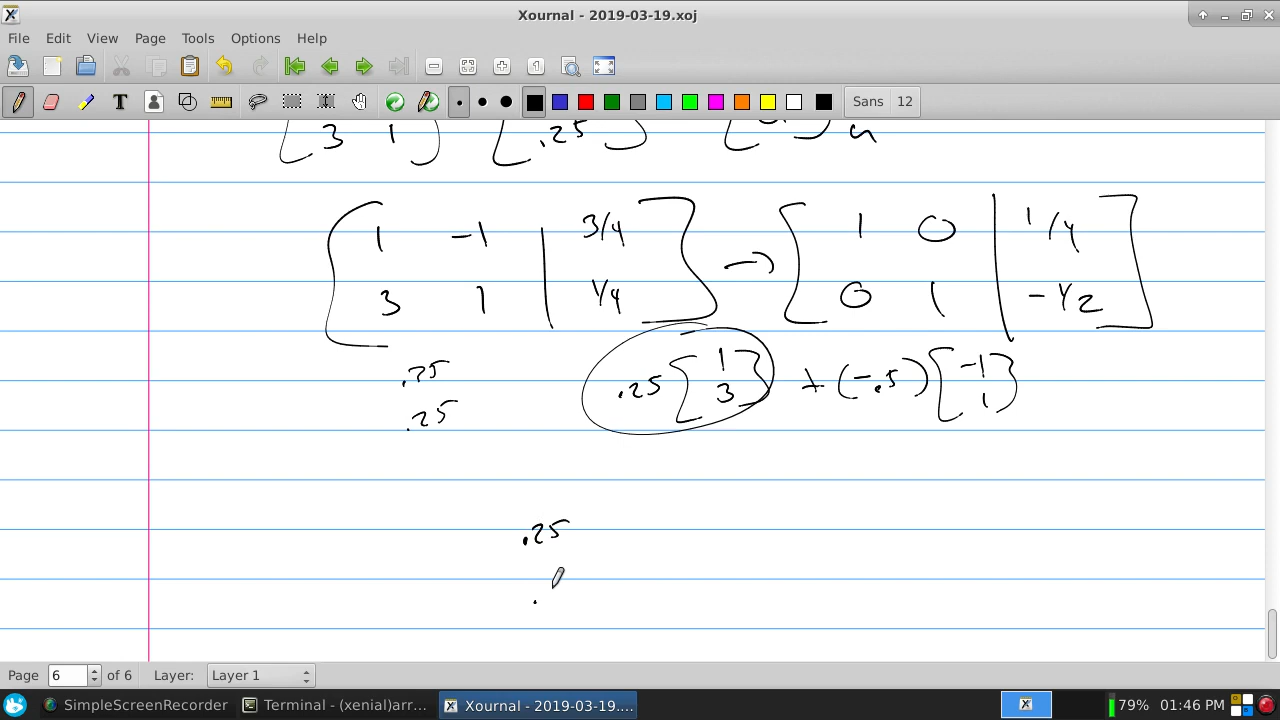 Xournal - 2019-03-19.xoj
File Edit View Page Tools Options Help
Sans 12
3 1 .25
1 -1 3/4 → 1 0 1/4
3 1 1/4 0 1 -1/2
.25 .25 [1 3] + (-.5) [-1 1]
.25
.25
.
Page 6 of 6 Layer: Layer 1
SimpleScreenRecorder Terminal - (xenial)arr... Xournal - 2019-03-19.... 79% 01:46 PM